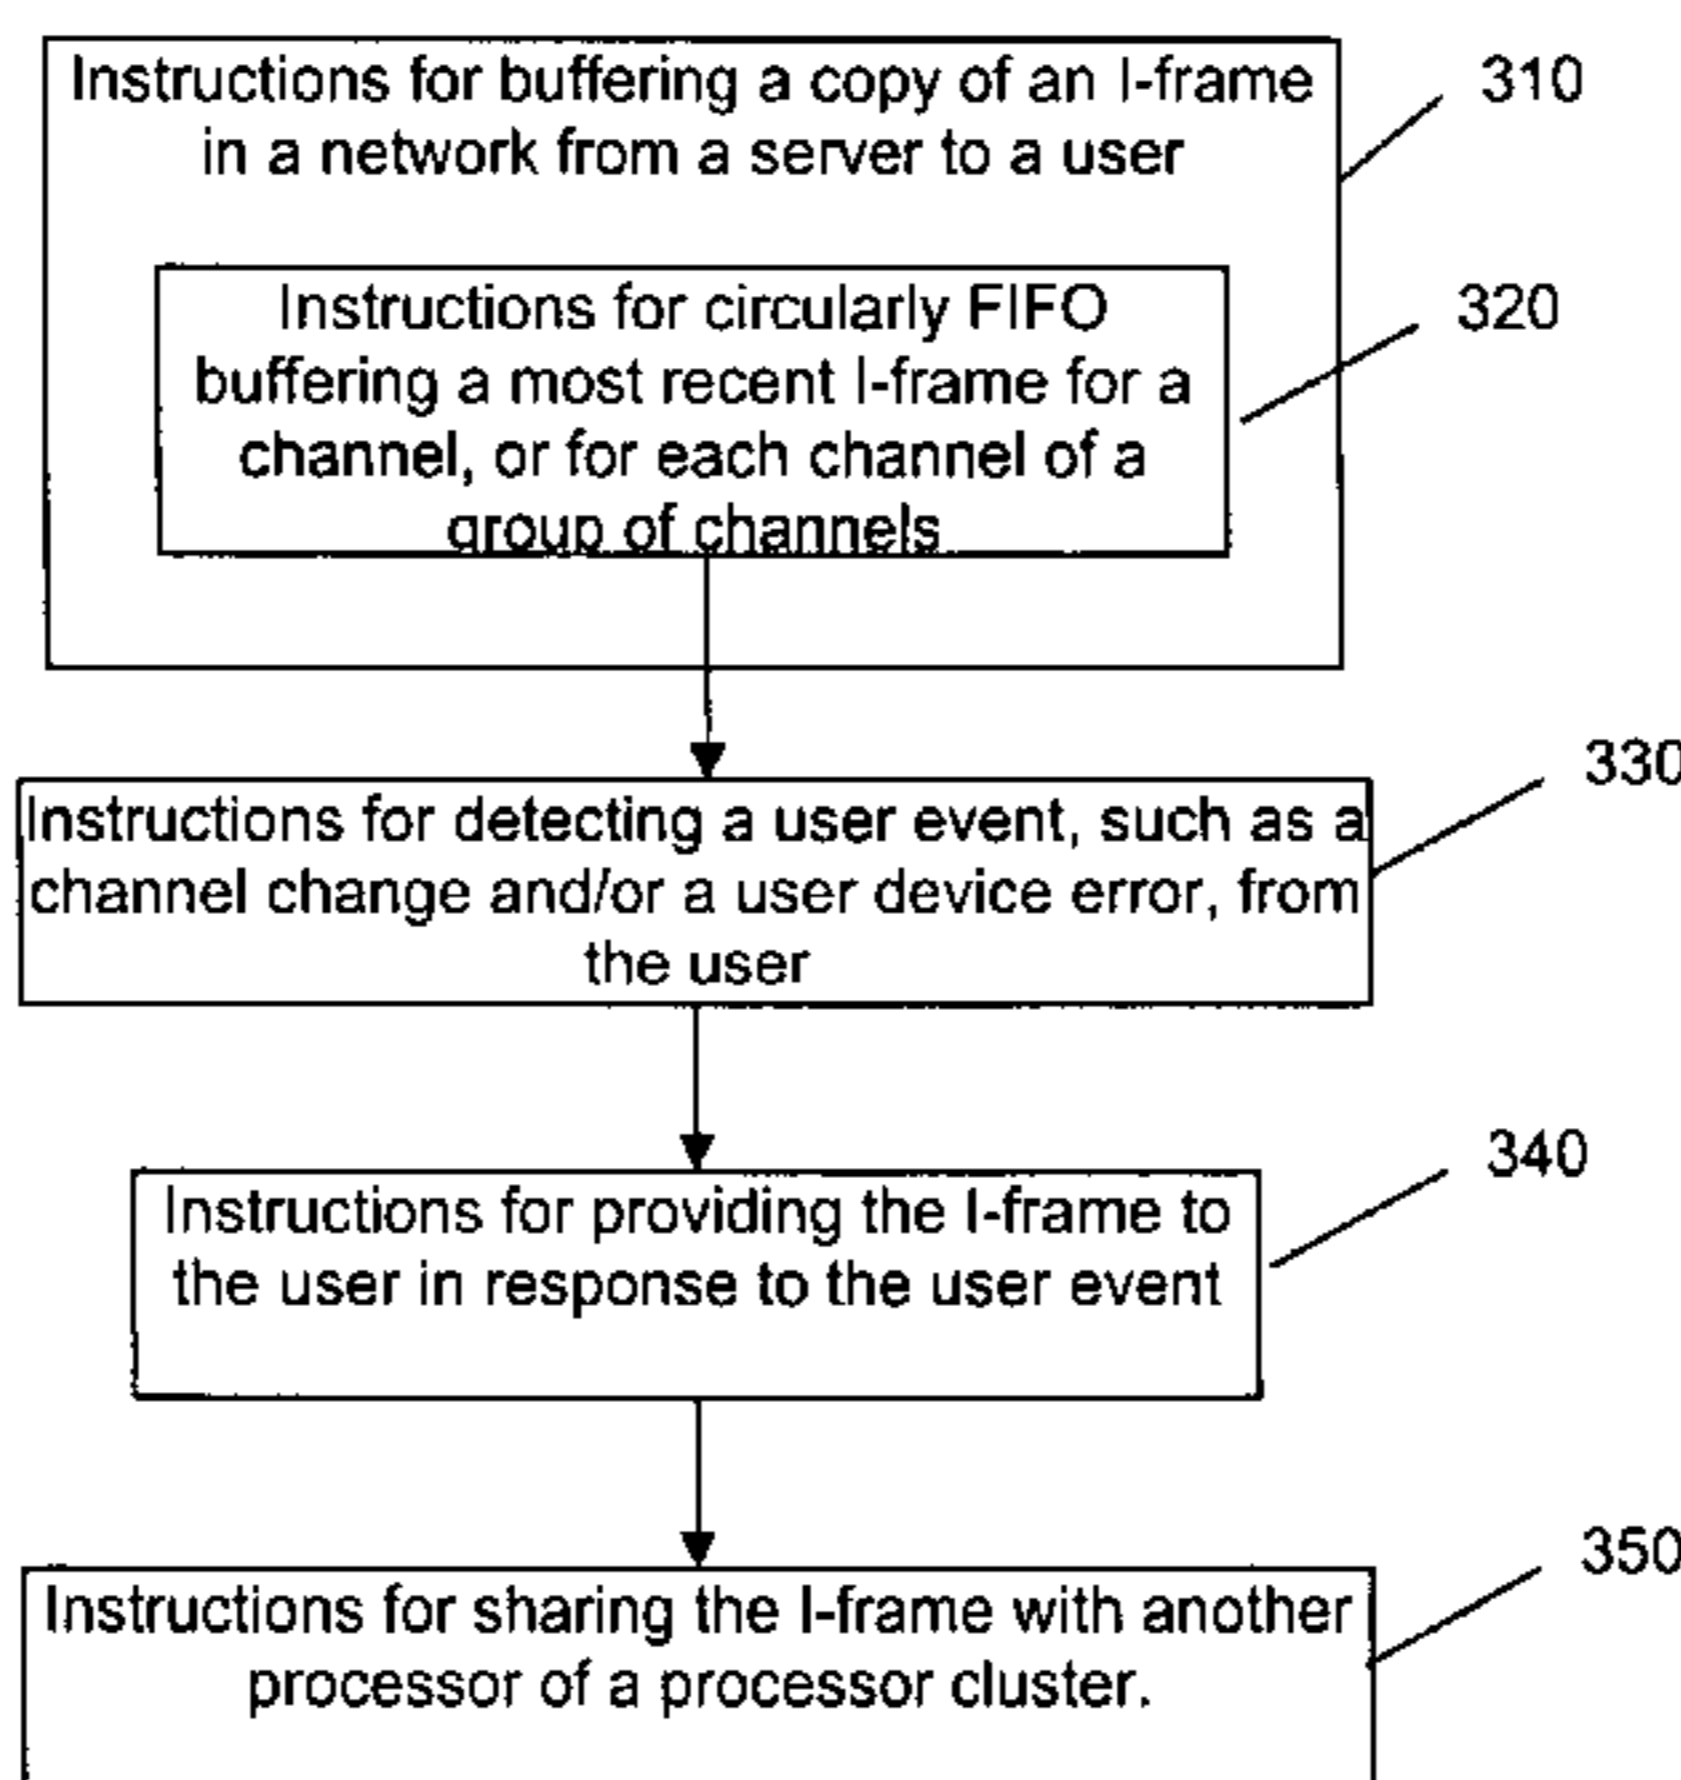 Instructions for buffering a copy of an I-frame
in a network from a server to a user
310
Instructions for circularly FIFO
buffering a most recent I-frame for a
channel, or for each channel of a
group of channels
320
Instructions for detecting a user event, such as a
channel change and/or a user device error, from
the user
330
Instructions for providing the I-frame to
the user in response to the user event
340
Instructions for sharing the I-frame with another
processor of a processor cluster.
350